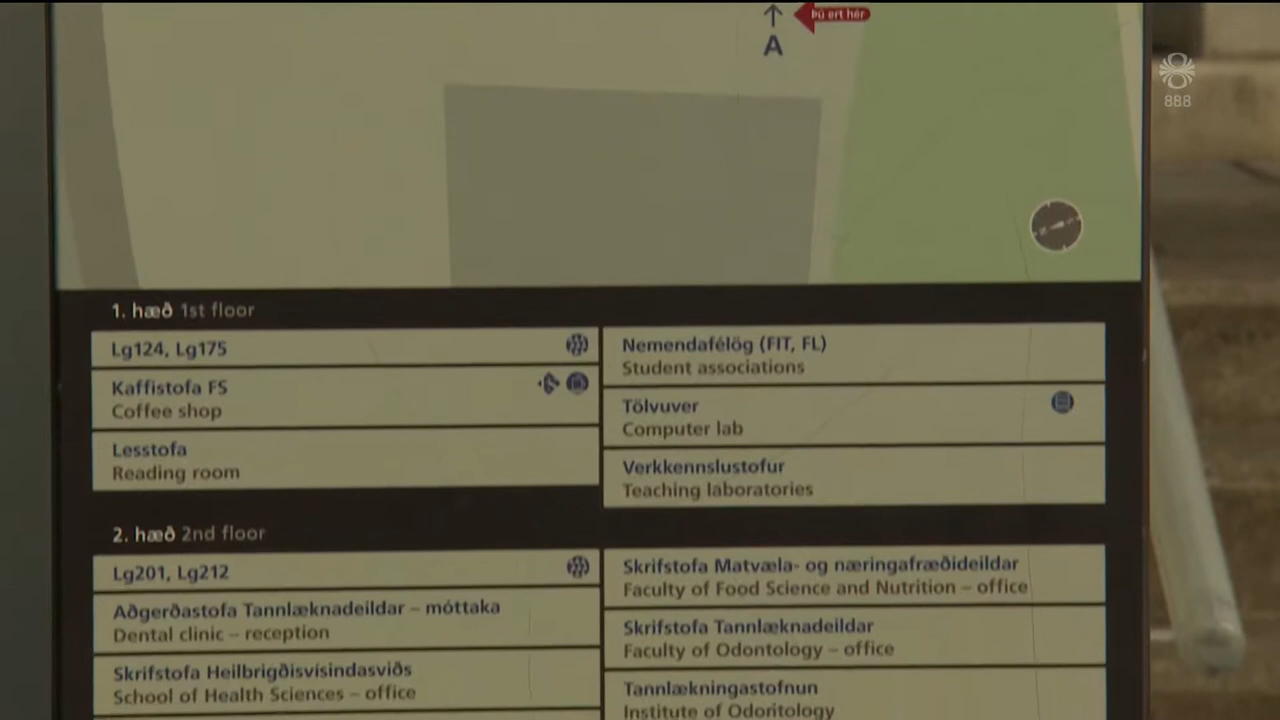 Þú ert hér
A
888
1. hæð 1st floor
Lg124, Lg175
Kaffistofa FS
Coffee shop
Lesstofa
Reading room
Nemendafélög (FIT, FL)
Student associations
Tölvuver
Computer lab
Verkkennslustofur
Teaching laboratories
2. hæð 2nd floor
Lg201, Lg212
Aðgerðastofa Tannlæknadeildar – móttaka
Dental clinic – reception
Skrifstofa Heilbrigðisvísindasviðs
School of Health Sciences – office
Skrifstofa Matvæla- og næringafræðideildar
Faculty of Food Science and Nutrition – office
Skrifstofa Tannlæknadeildar
Faculty of Odontology – office
Tannlækningastofnun
Institute of Odontology